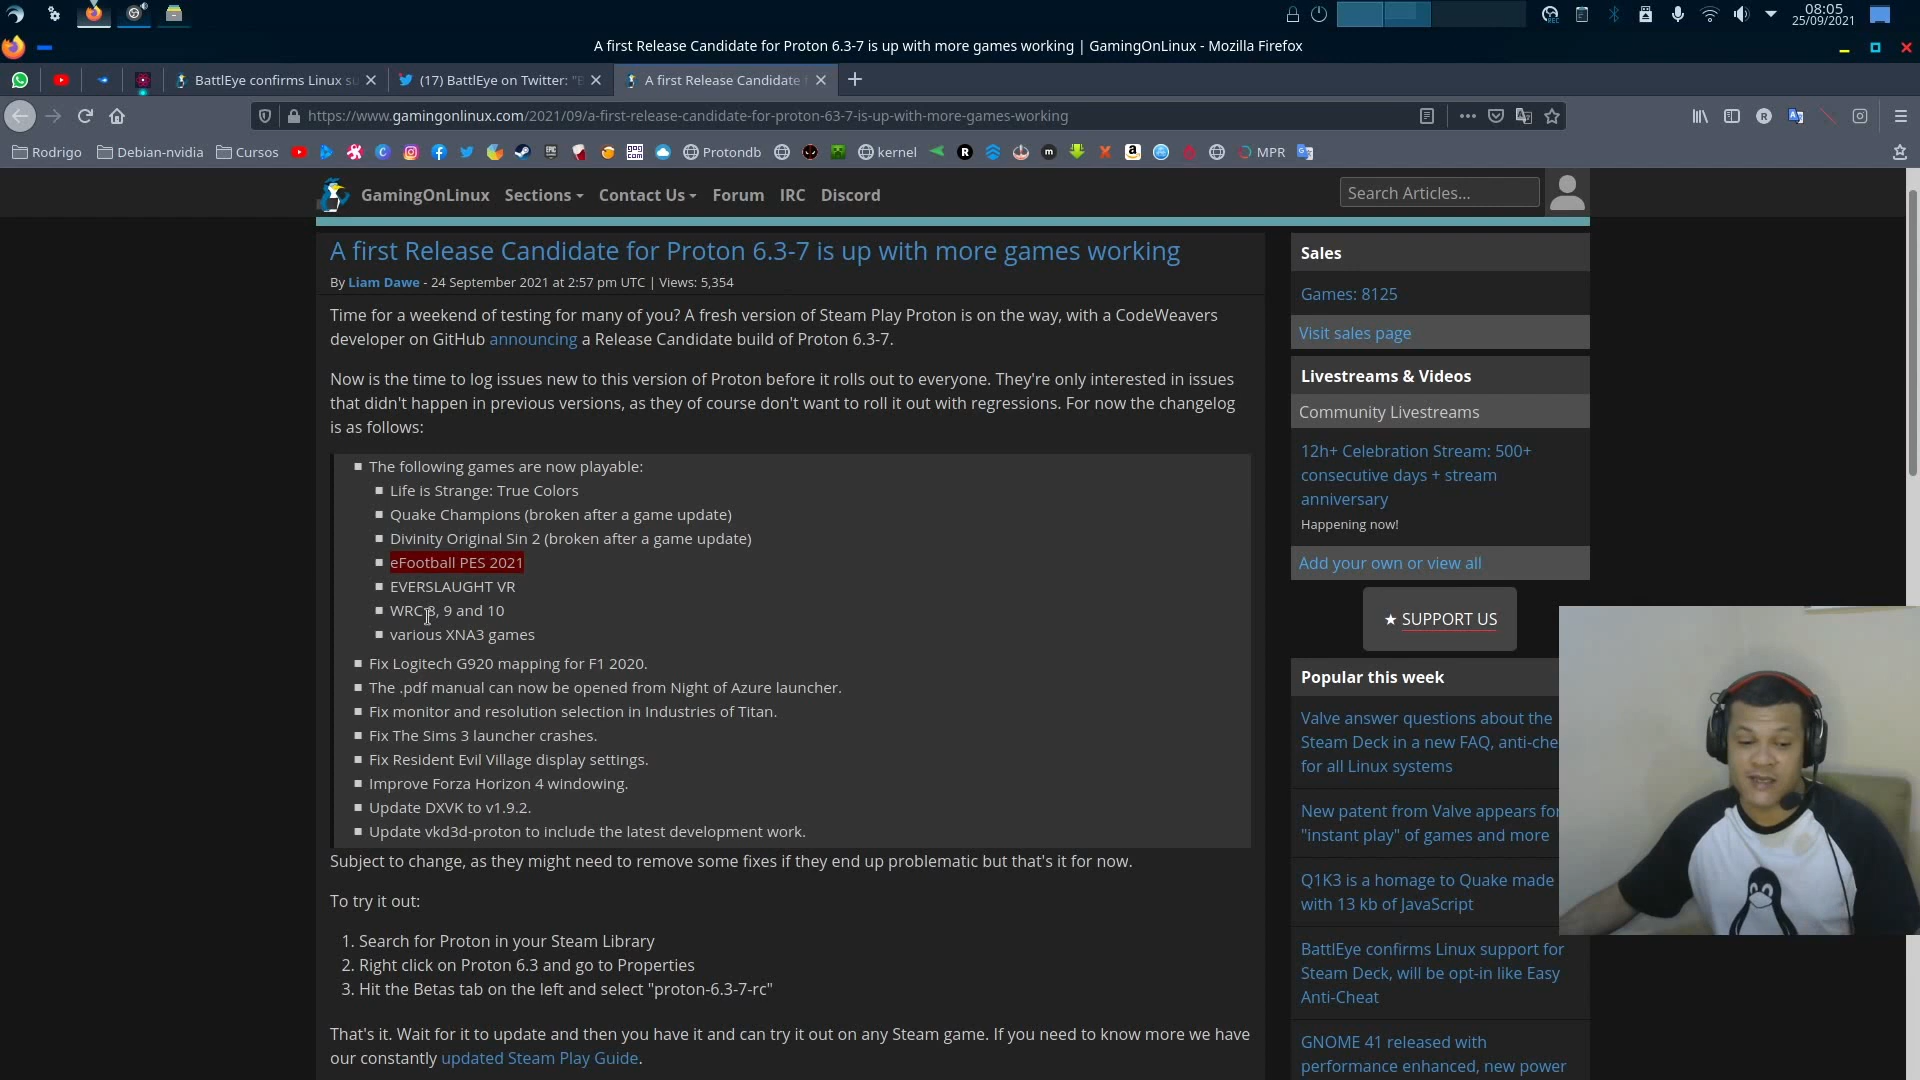 08:05
25/09/2021
A first Release Candidate for Proton 6.3-7 is up with more games working | GamingOnLinux - Mozilla Firefox
BattlEye confirms Linux su
(17) BattlEye on Twitter: "B
A first Release Candidate f
https://www.gamingonlinux.com/2021/09/a-first-release-candidate-for-proton-63-7-is-up-with-more-games-working
Rodrigo
Debian-nvidia
Cursos
Protondb
kernel
MPR
GamingOnLinux
Sections
Contact Us
Forum
IRC
Discord
Search Articles...
A first Release Candidate for Proton 6.3-7 is up with more games working
By Liam Dawe - 24 September 2021 at 2:57 pm UTC | Views: 5,354
Time for a weekend of testing for many of you? A fresh version of Steam Play Proton is on the way, with a CodeWeavers
developer on GitHub announcing a Release Candidate build of Proton 6.3-7.
Now is the time to log issues new to this version of Proton before it rolls out to everyone. They're only interested in issues
that didn't happen in previous versions, as they of course don't want to roll it out with regressions. For now the changelog
is as follows:
The following games are now playable:
Life is Strange: True Colors
Quake Champions (broken after a game update)
Divinity Original Sin 2 (broken after a game update)
eFootball PES 2021
EVERSLAUGHT VR
WRC 8, 9 and 10
various XNA3 games
Fix Logitech G920 mapping for F1 2020.
The .pdf manual can now be opened from Night of Azure launcher.
Fix monitor and resolution selection in Industries of Titan.
Fix The Sims 3 launcher crashes.
Fix Resident Evil Village display settings.
Improve Forza Horizon 4 windowing.
Update DXVK to v1.9.2.
Update vkd3d-proton to include the latest development work.
Subject to change, as they might need to remove some fixes if they end up problematic but that's it for now.
To try it out:
1. Search for Proton in your Steam Library
2. Right click on Proton 6.3 and go to Properties
3. Hit the Betas tab on the left and select "proton-6.3-7-rc"
That's it. Wait for it to update and then you have it and can try it out on any Steam game. If you need to know more we have
our constantly updated Steam Play Guide.
Sales
Games: 8125
Visit sales page
Livestreams & Videos
Community Livestreams
12h+ Celebration Stream: 500+
consecutive days + stream
anniversary
Happening now!
Add your own or view all
★ SUPPORT US
Popular this week
Valve answer questions about the
Steam Deck in a new FAQ, anti-che
for all Linux systems
New patent from Valve appears for
"instant play" of games and more
Q1K3 is a homage to Quake made
with 13 kb of JavaScript
BattlEye confirms Linux support for
Steam Deck, will be opt-in like Easy
Anti-Cheat
GNOME 41 released with
performance enhanced, new power